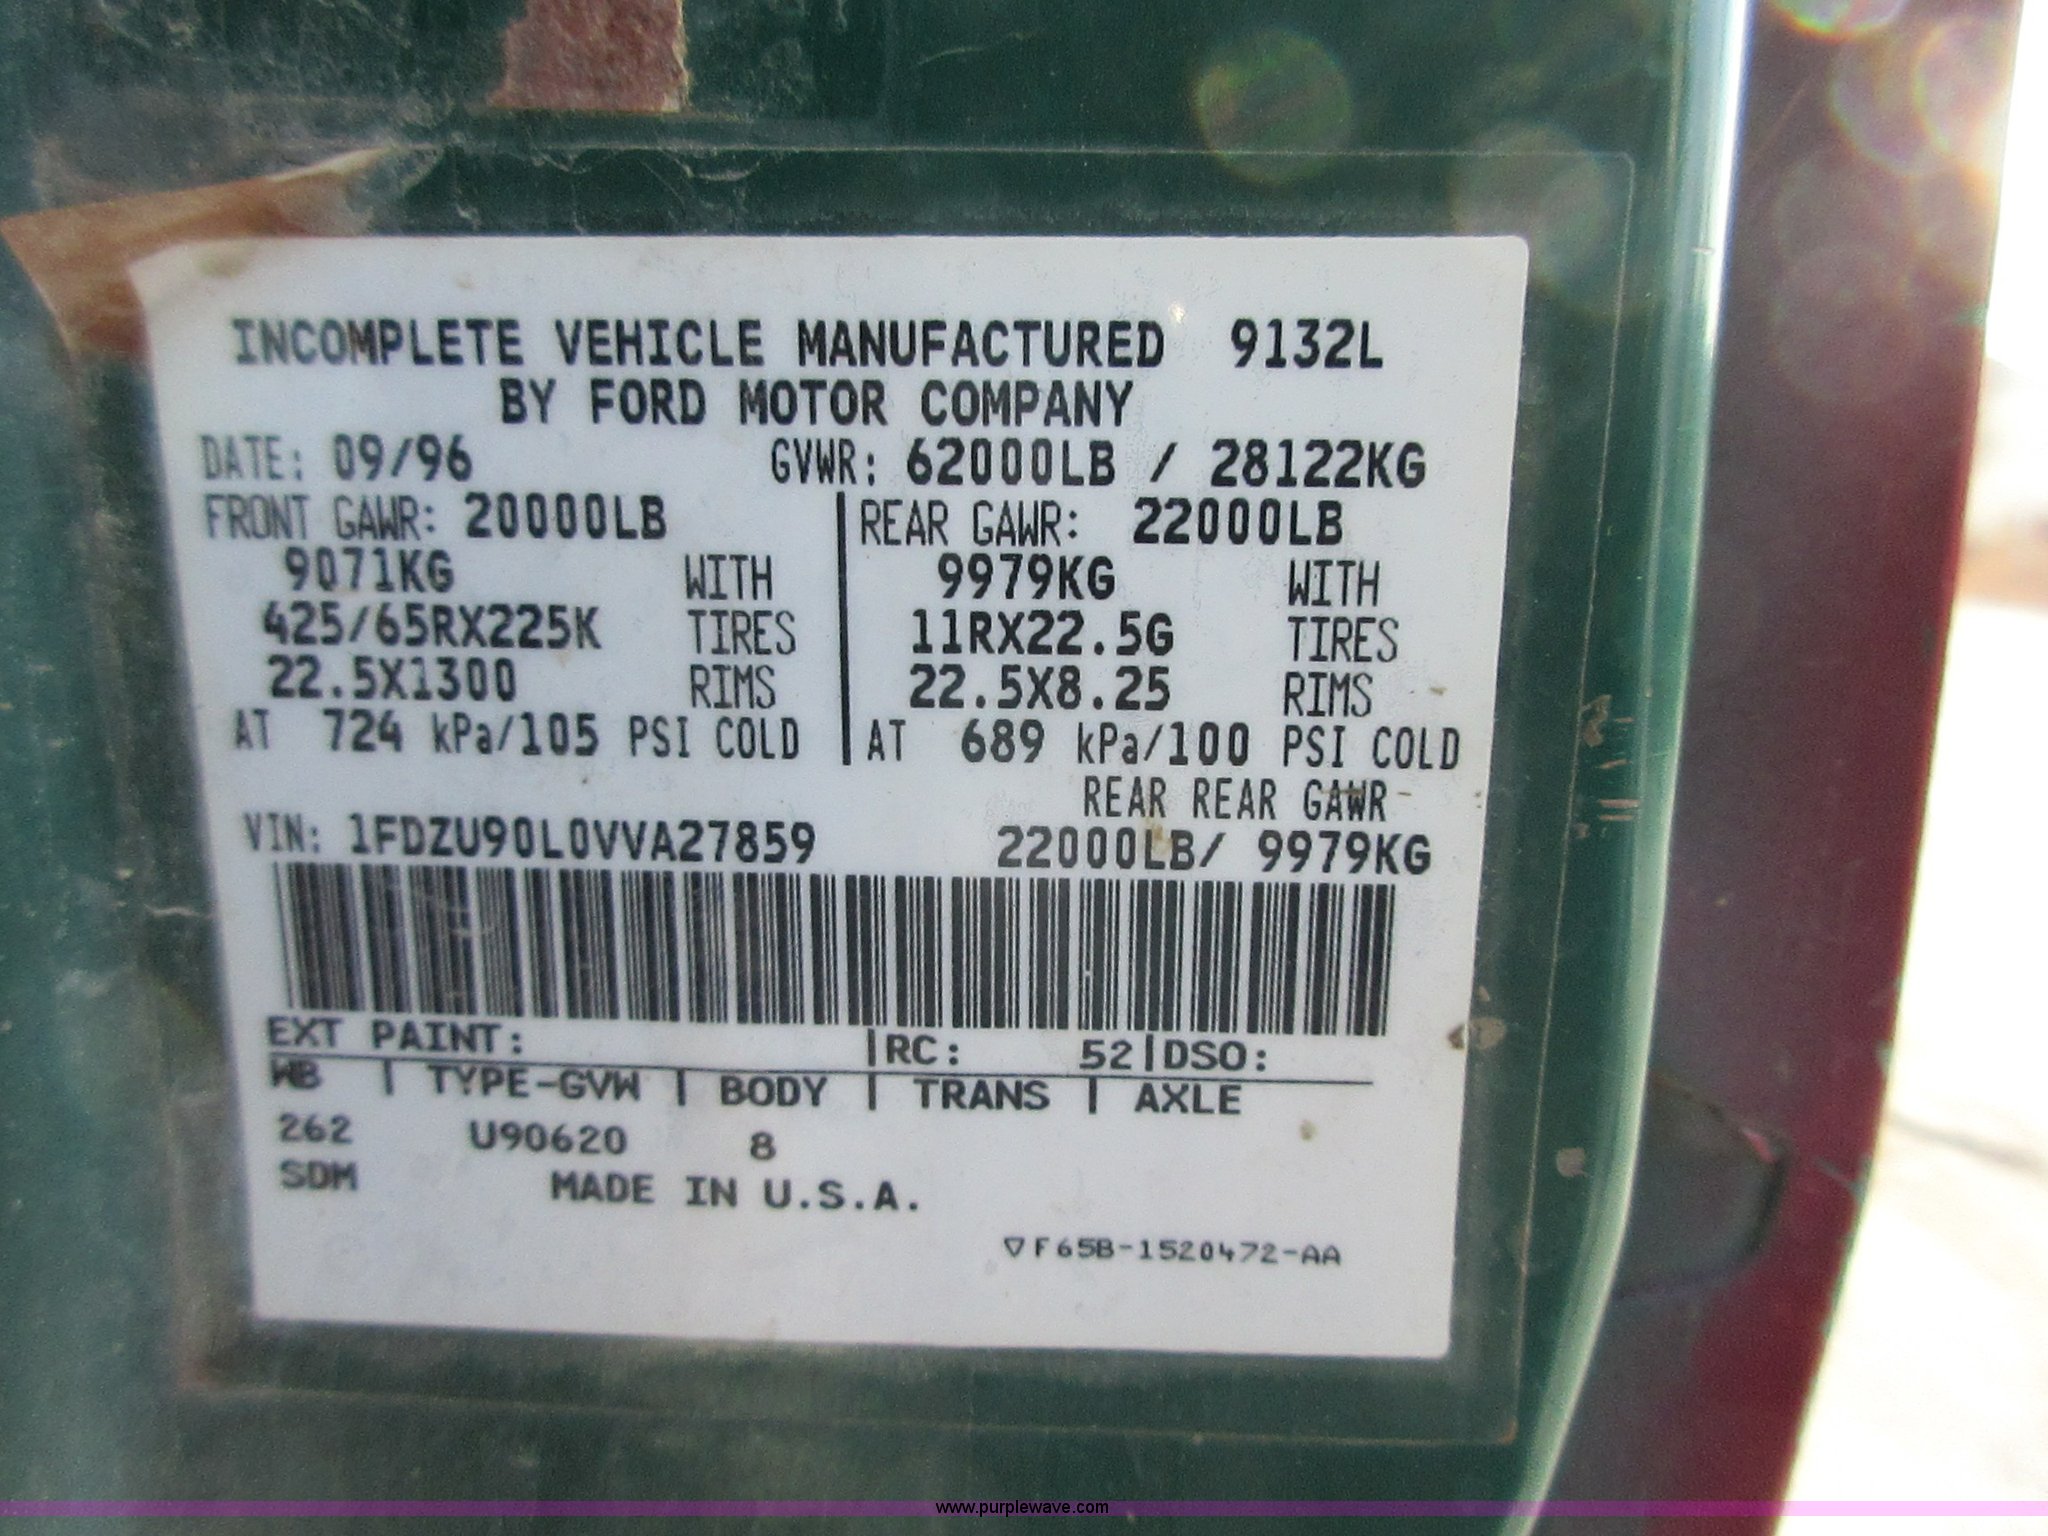 INCOMPLETE VEHICLE MANUFACTURED 9132L
BY FORD MOTOR COMPANY
DATE: 09/96 GVWR: 62000LB / 28122KG
FRONT GAWR: 20000LB REAR GAWR: 22000LB
9071KG WITH 9979KG WITH
425/65RX225K TIRES 11RX22.5G TIRES
22.5X1300 RIMS 22.5X8.25 RIMS
AT 724 kPa/105 PSI COLD AT 689 kPa/100 PSI COLD
REAR REAR GAWR
VIN: 1FDZU90L0VVA27859 22000LB/ 9979KG
EXT PAINT: |RC: 52|DSO:
WB | TYPE-GVW | BODY | TRANS | AXLE
262 U90620 8
SDM MADE IN U.S.A.
▽F65B-1520472-AA
www.purplewave.com